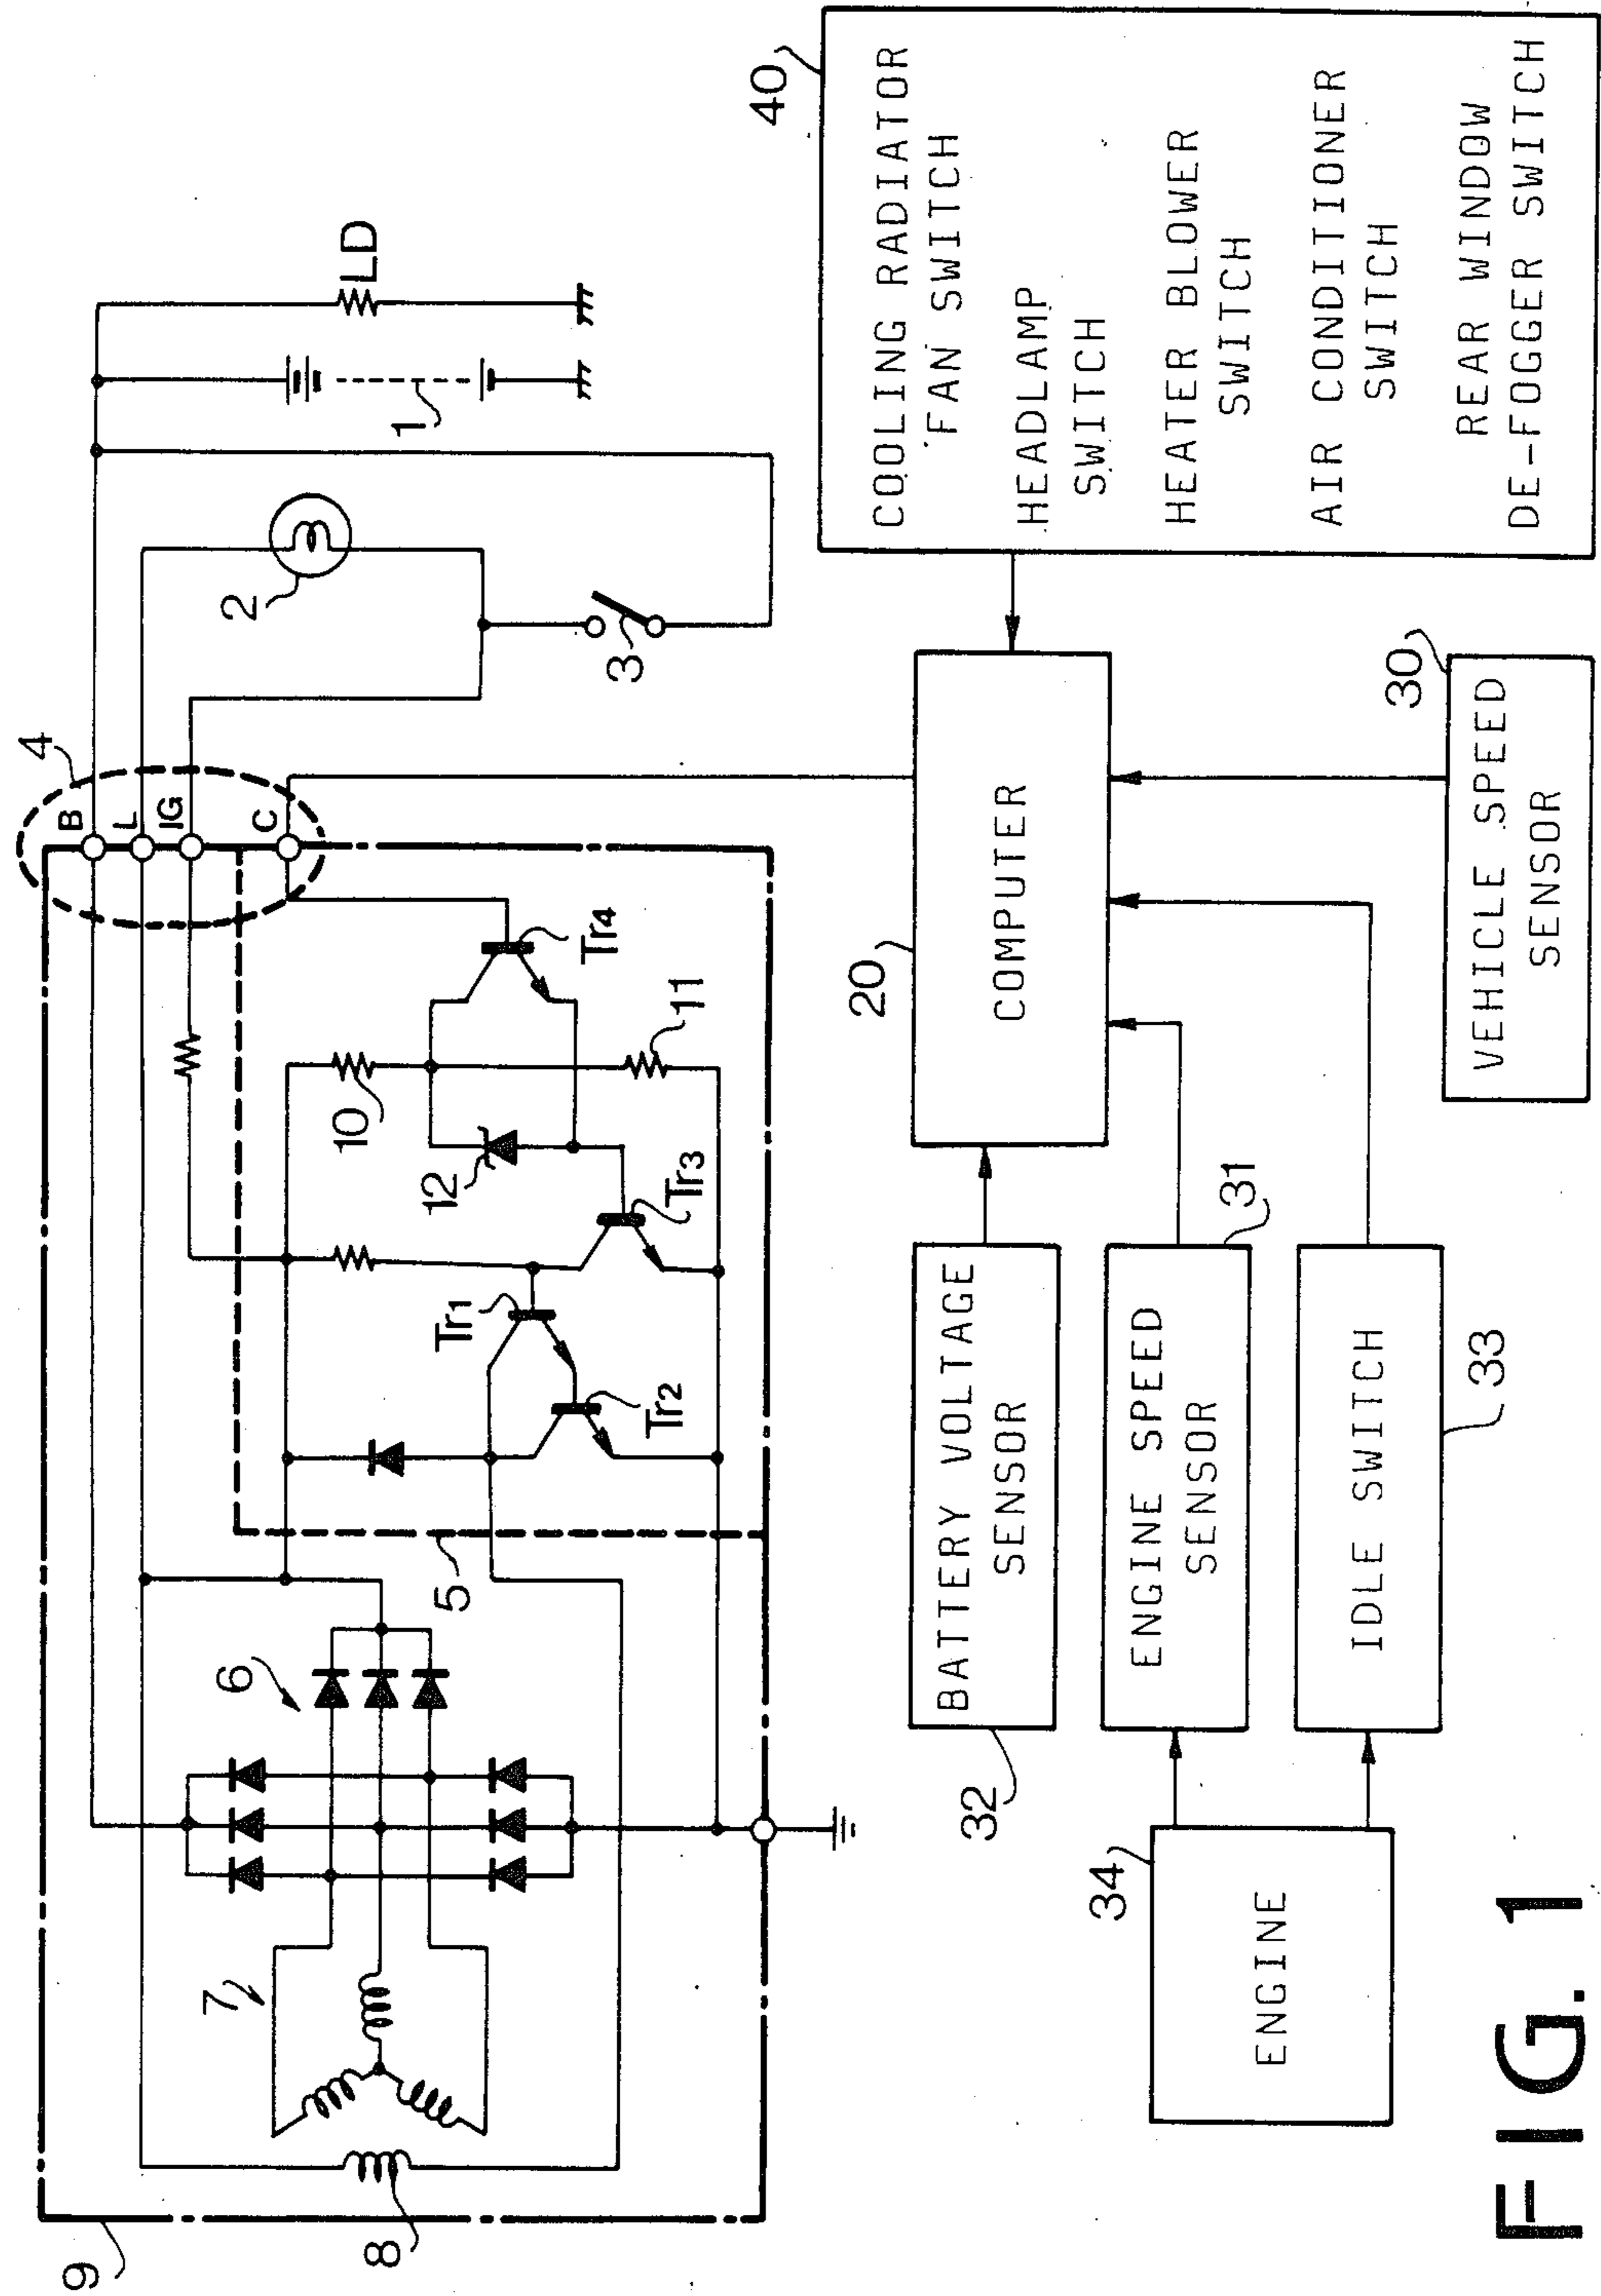 9
4
B
L
IG
C
7
6
8
5
Tr1
Tr2
12
10
Tr3
11
Tr4
2
3
1
LD
34
ENGINE
32
BATTERY VOLTAGE
SENSOR
31
ENGINE SPEED
SENSOR
33
IDLE SWITCH
20
COMPUTER
30
VEHICLE SPEED
SENSOR
40
COOLING RADIATOR
FAN SWITCH
HEADLAMP
SWITCH
HEATER BLOWER
SWITCH
AIR CONDITIONER
SWITCH
REAR WINDOW
DE-FOGGER SWITCH
FIG. 1